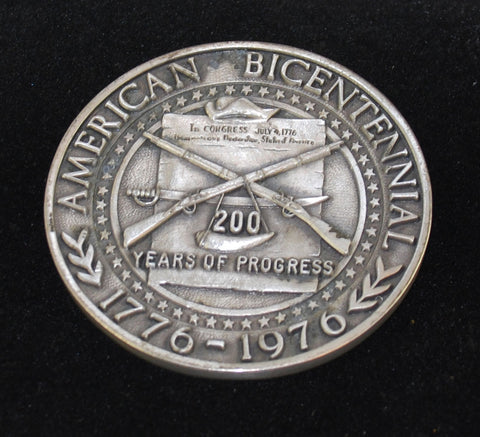 AMERICAN BICENTENNIAL
IN CONGRESS JULY 4, 1776
200
YEARS OF PROGRESS
1776-1976